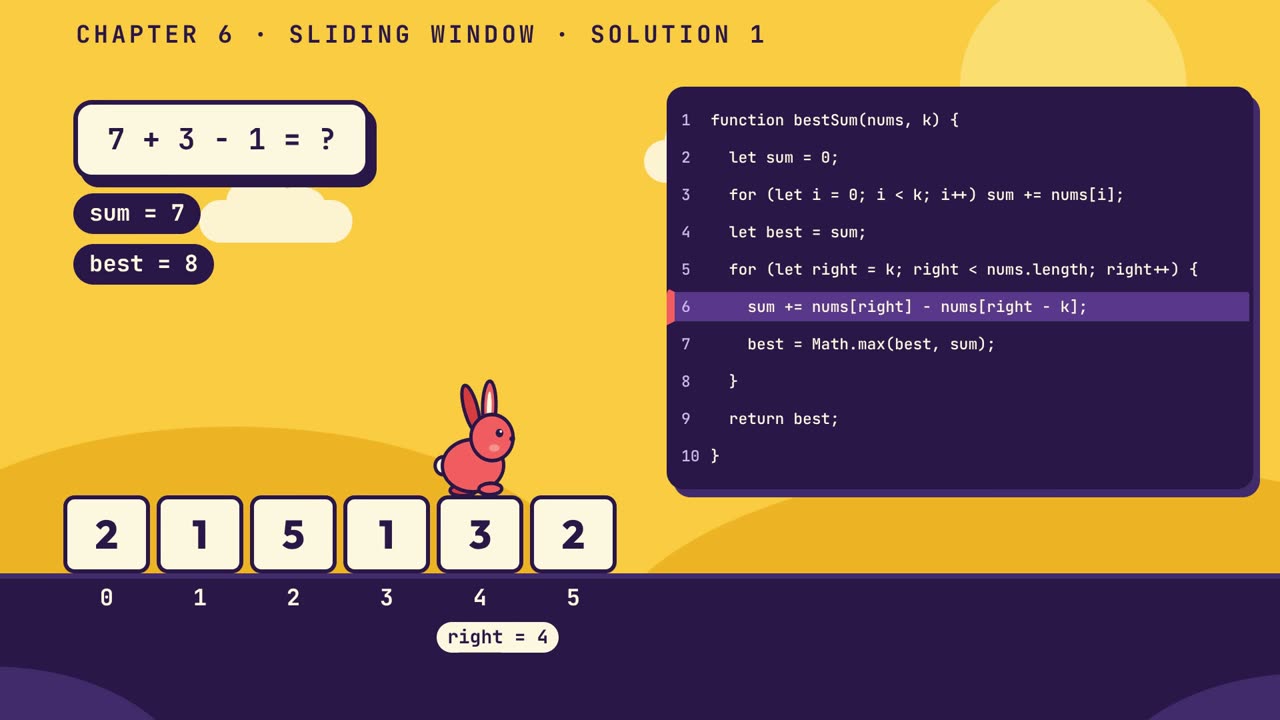 CHAPTER 6 · SLIDING WINDOW · SOLUTION 1
7 + 3 - 1 = ?
sum = 7
best = 8
1 function bestSum(nums, k) {
2 let sum = 0;
3 for (let i = 0; i < k; i++) sum += nums[i];
4 let best = sum;
5 for (let right = k; right < nums.length; right++) {
6 sum += nums[right] - nums[right - k];
7 best = Math.max(best, sum);
8 }
9 return best;
10 }
2 1 5 1 3 2
0 1 2 3 4 5
right = 4